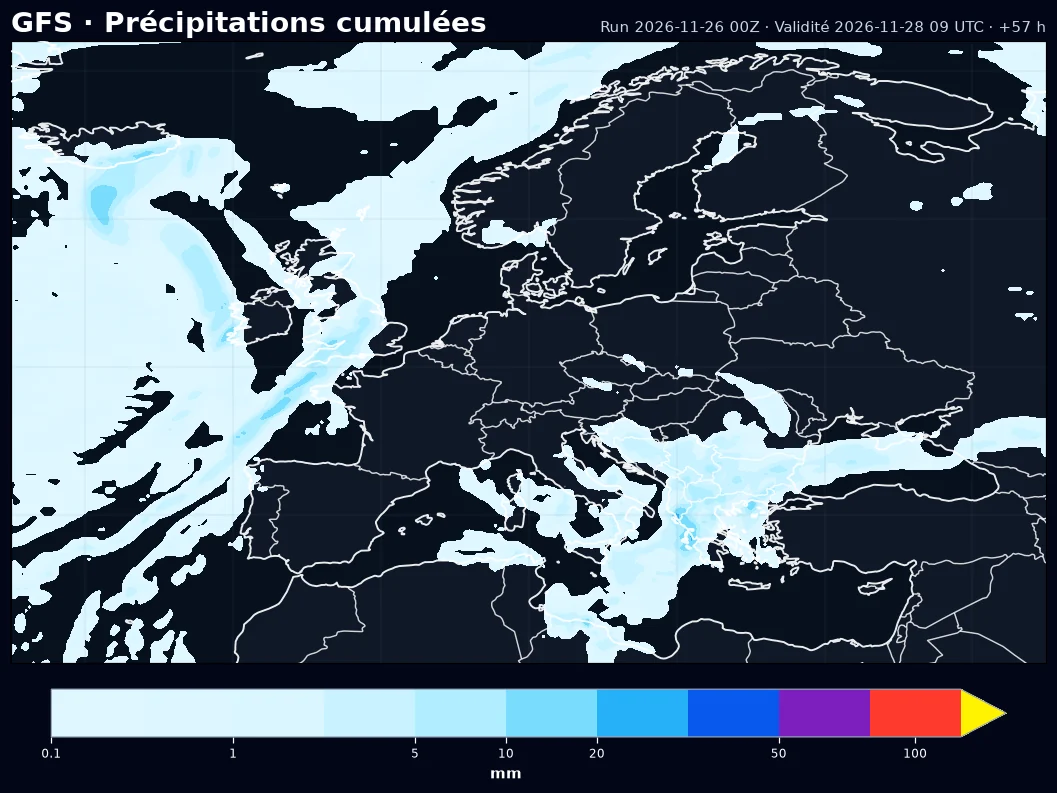 GFS · Précipitations cumulées
Run 2026-11-26 00Z · Validité 2026-11-28 09 UTC · +57 h
0.1 1 5 10 20 50 100
mm